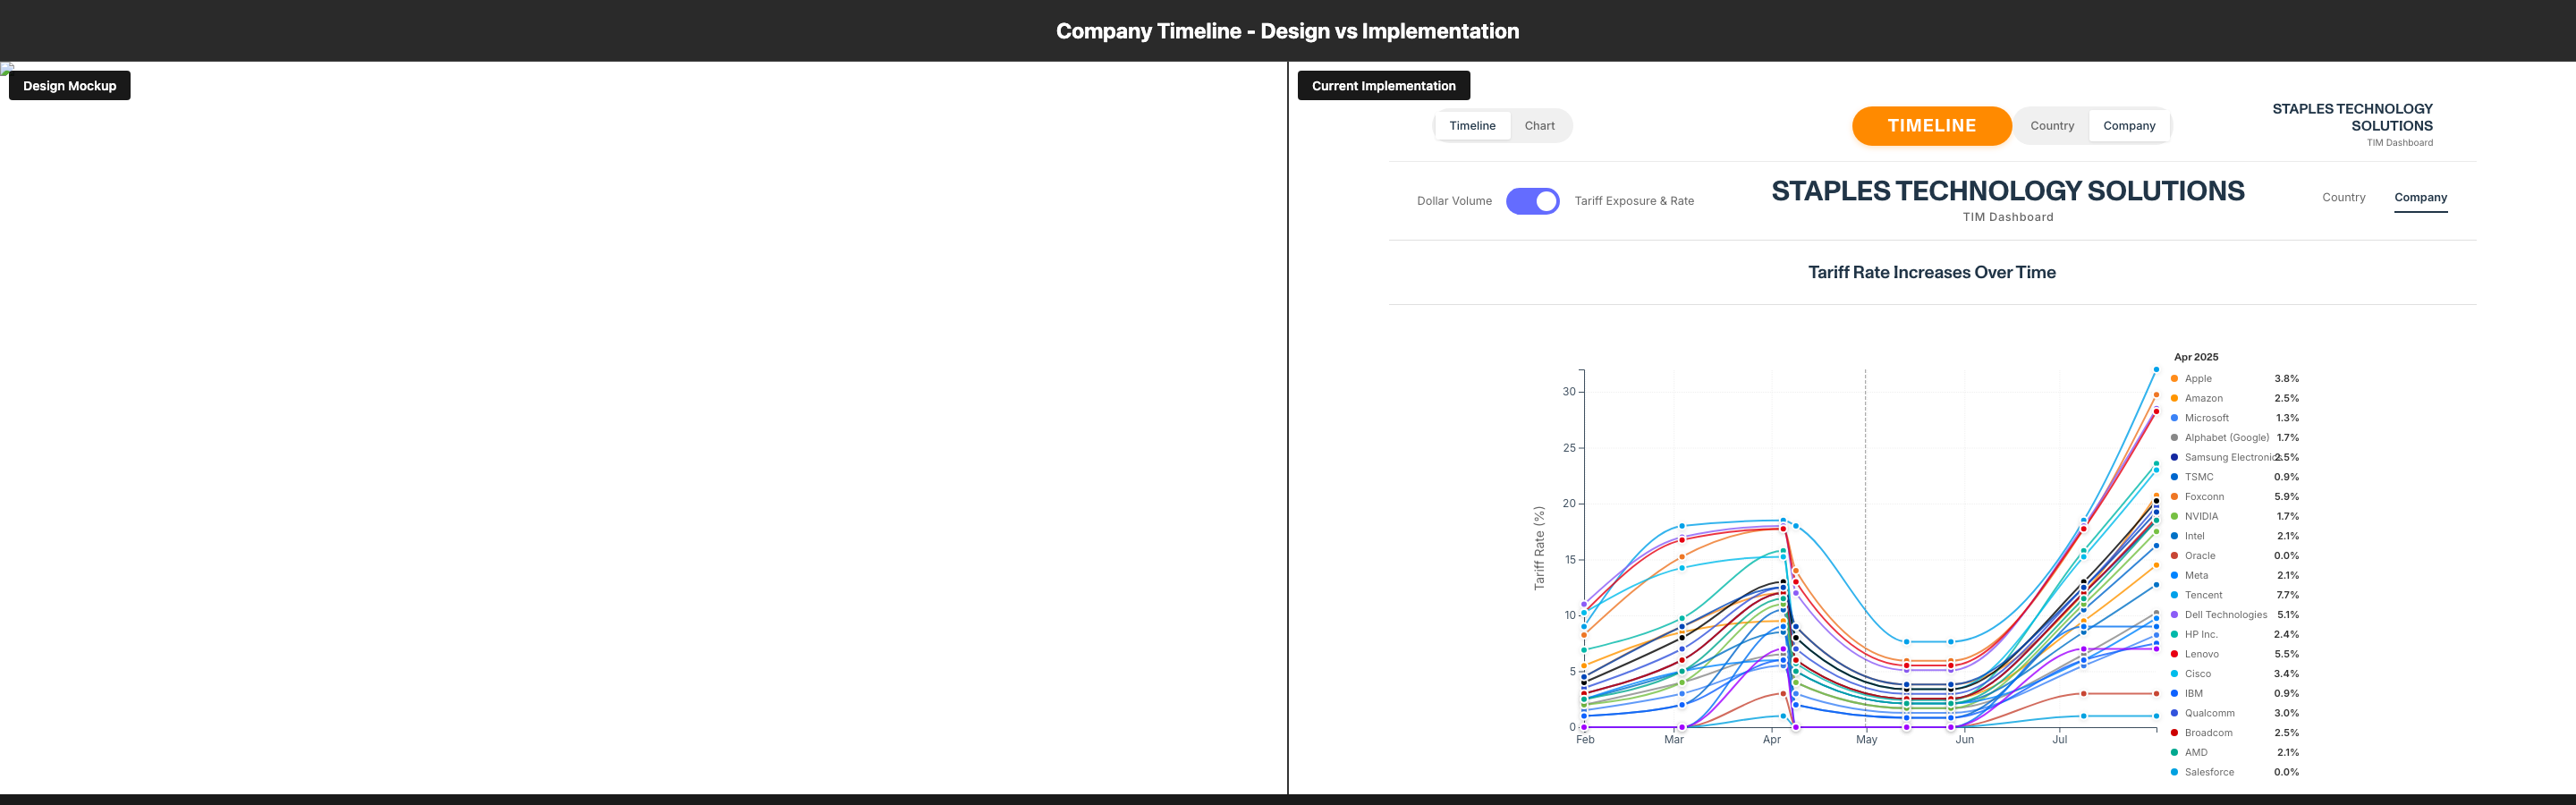 Company Timeline - Design vs Implementation
Design Mockup
Current Implementation
Timeline
Chart
TIMELINE
Country
Company
STAPLES TECHNOLOGY
SOLUTIONS
TIM Dashboard
Dollar Volume
Tariff Exposure & Rate
STAPLES TECHNOLOGY SOLUTIONS
TIM Dashboard
Country
Company
Tariff Rate Increases Over Time
Tariff Rate (%)
30
25
20
15
10
5
0
Feb
Mar
Apr
May
Jun
Jul
Apr 2025
Apple 3.8%
Amazon 2.5%
Microsoft 1.3%
Alphabet (Google) 1.7%
Samsung Electronics 2.5%
TSMC 0.9%
Foxconn 5.9%
NVIDIA 1.7%
Intel 2.1%
Oracle 0.0%
Meta 2.1%
Tencent 7.7%
Dell Technologies 5.1%
HP Inc. 2.4%
Lenovo 5.5%
Cisco 3.4%
IBM 0.9%
Qualcomm 3.0%
Broadcom 2.5%
AMD 2.1%
Salesforce 0.0%